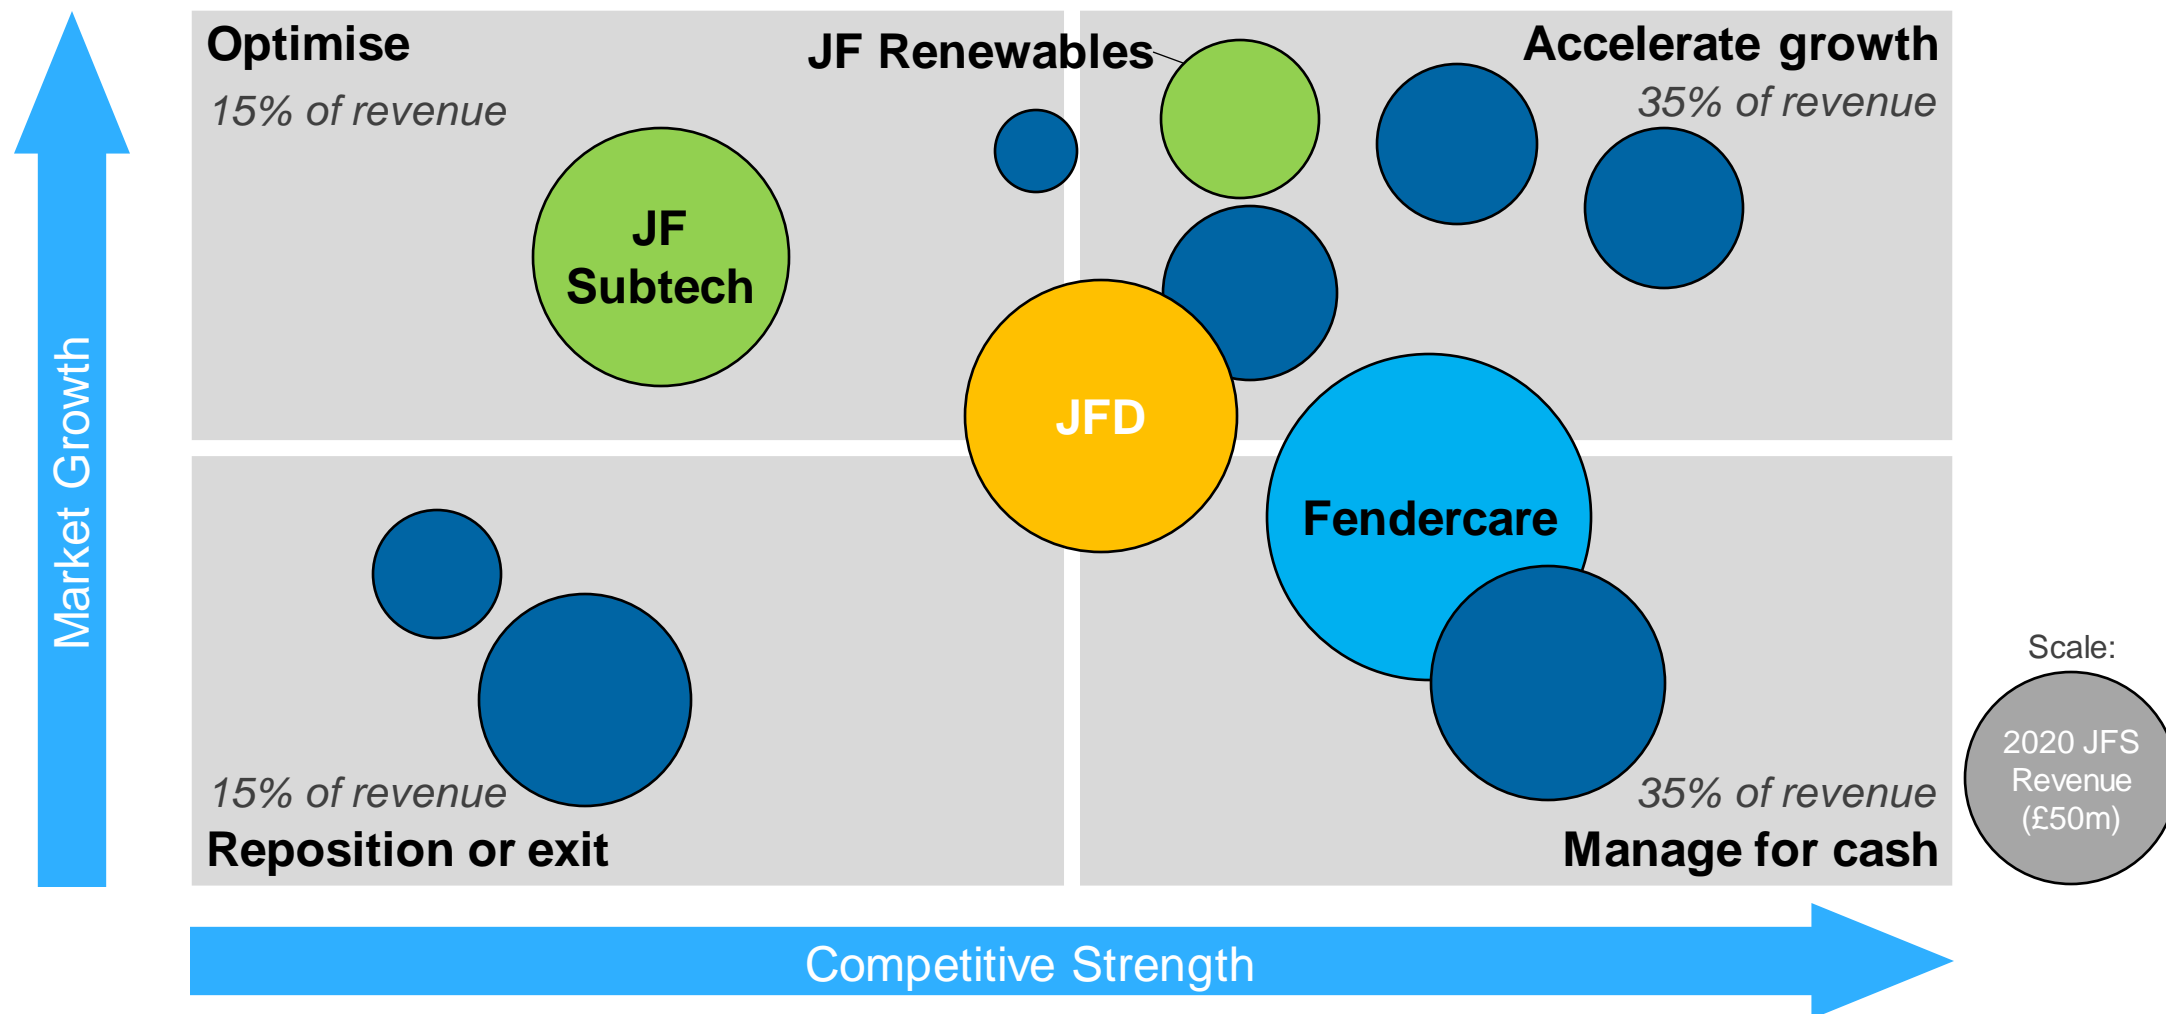 Optimise
15% of revenue
JF Renewables
Accelerate growth
35% of revenue
JF
Subtech
JFD
Fendercare
Market Growth
15% of revenue
Reposition or exit
35% of revenue
Manage for cash
Scale:
2020 JFS
Revenue
(£50m)
Competitive Strength